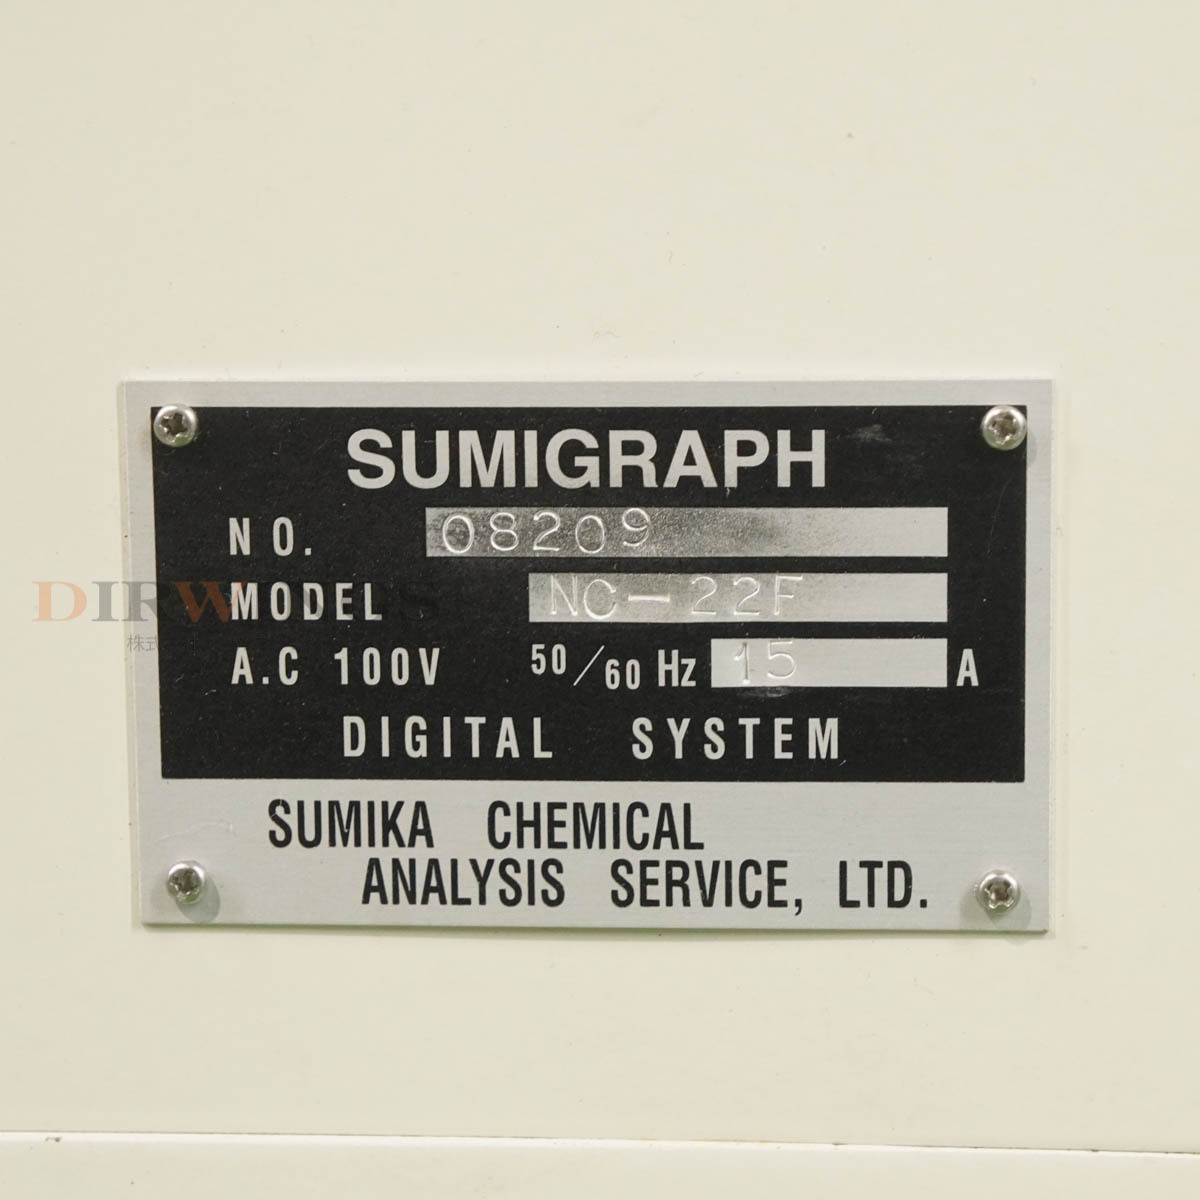 SUMIGRAPH
NO. 08209
MODEL NC-22F
A.C 100V 50/60 Hz 15 A
DIGITAL SYSTEM
SUMIKA CHEMICAL
ANALYSIS SERVICE, LTD.